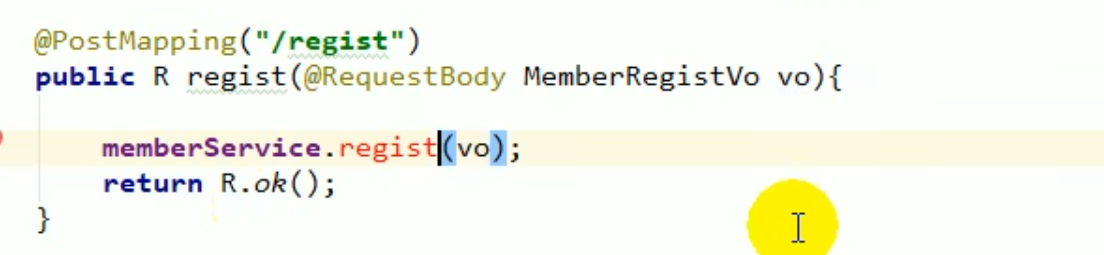 @PostMapping("/regist")
public R regist(@RequestBody MemberRegistVo vo){
memberService.regist(vo);
return R.ok();
}